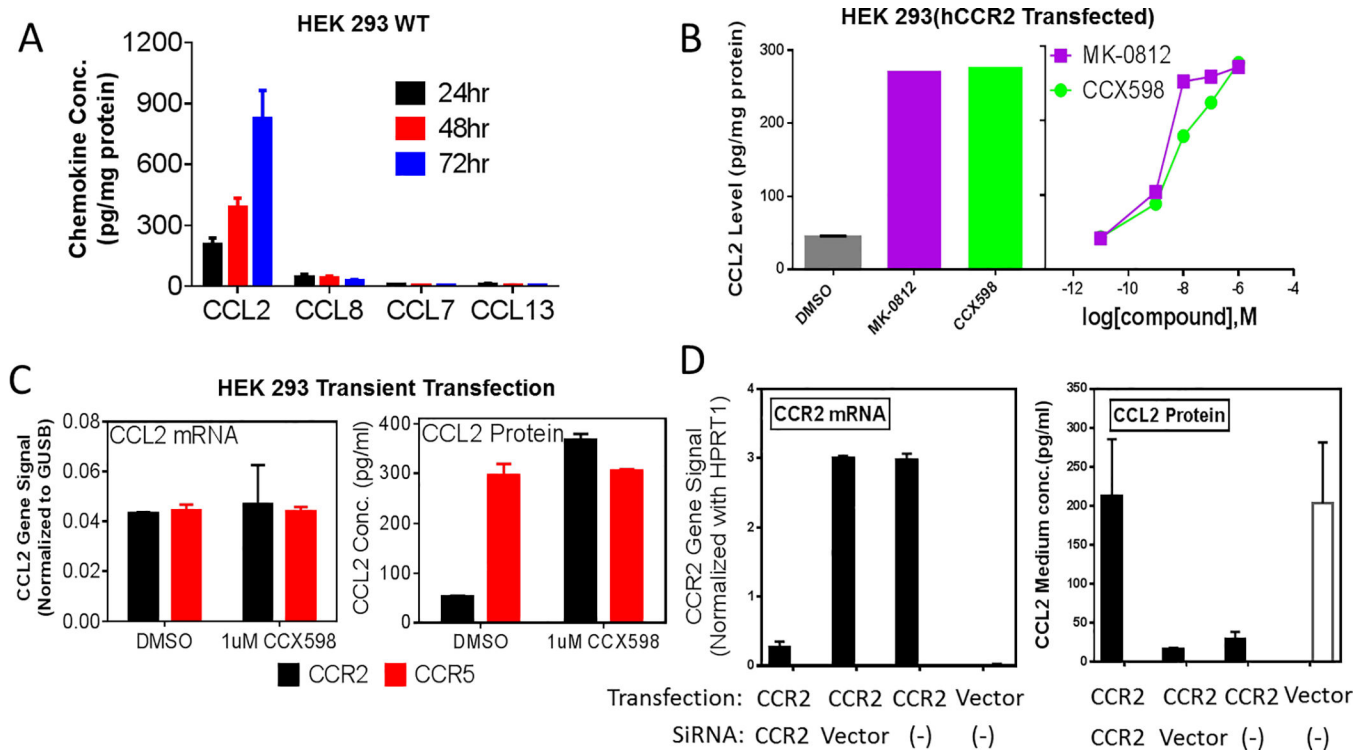 A
HEK 293 WT
Chemokine Conc.
(pg/mg protein)
1200
900
600
300
0
24hr
48hr
72hr
CCL2 CCL8 CCL7 CCL13
B
HEK 293(hCCR2 Transfected)
CCL2 Level (pg/mg protein)
300
200
100
0
DMSO
MK-0812
CCX598
MK-0812
CCX598
-12 -10 -8 -6 -4
log[compound],M
C
HEK 293 Transient Transfection
CCL2 Gene Signal
(Normalized to GUSB)
0.08
0.06
0.04
0.02
0.00
CCL2 mRNA
DMSO 1uM CCX598
CCL2 Conc. (pg/ml)
400
300
200
100
0
CCL2 Protein
DMSO 1uM CCX598
CCR2 CCR5
D
CCR2 Gene Signal
(Normalized with HPRT1)
4
3
2
1
0
CCR2 mRNA
CCL2 Medium conc.(pg/ml)
350
300
250
200
150
100
50
0
CCL2 Protein
Transfection: CCR2 CCR2 CCR2 Vector CCR2 CCR2 CCR2 Vector
SiRNA: CCR2 Vector (-) (-) CCR2 Vector (-) (-)